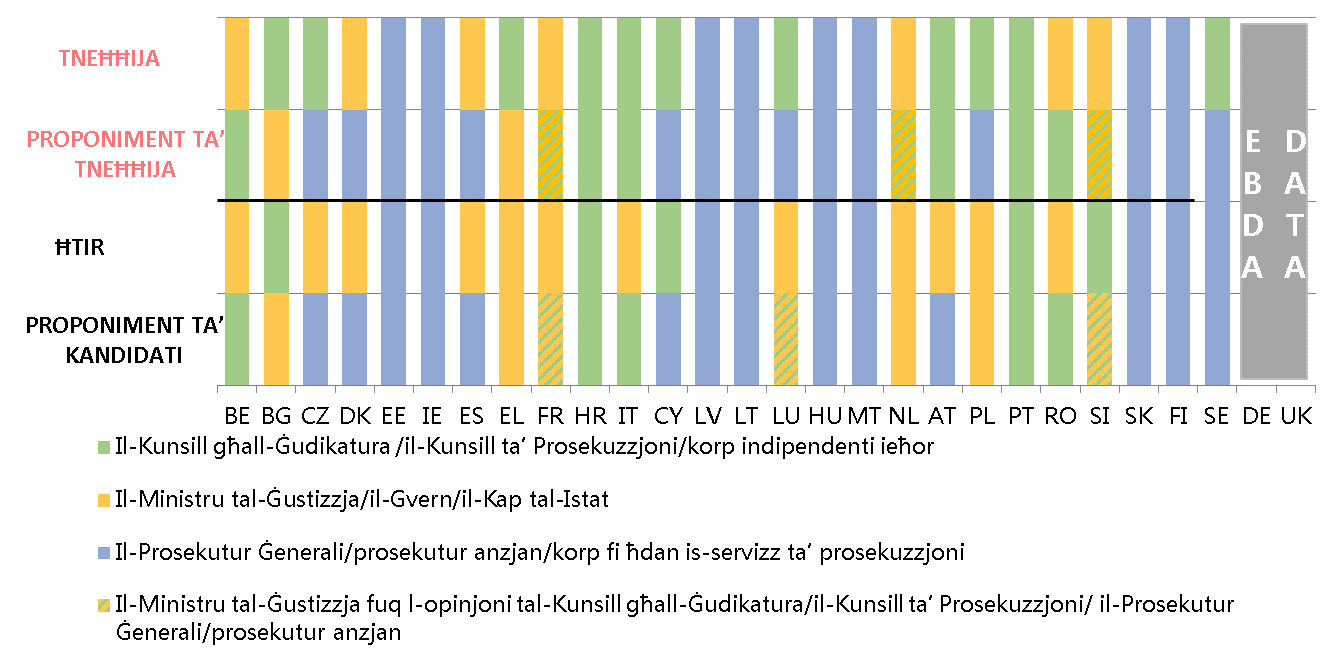 TNEĦĦIJA
PROPONIMENT TA’
TNEĦĦIJA
ĦTIR
PROPONIMENT TA’
KANDIDATI
EBDA DATA
BE BG CZ DK EE IE ES EL FR HR IT CY LV LT LU HU MT NL AT PL PT RO SI SK FI SE DE UK
Il-Kunsill għall-Ġudikatura /il-Kunsill ta’ Prosekuzzjoni/korp indipendenti ieħor
Il-Ministru tal-Ġustizzja/il-Gvern/il-Kap tal-Istat
Il-Prosekutur Ġenerali/prosekutur anzjan/korp fi ħdan is-servizz ta’ prosekuzzjoni
Il-Ministru tal-Ġustizzja fuq l-opinjoni tal-Kunsill għall-Ġudikatura/il-Kunsill ta’ Prosekuzzjoni/ il-Prosekutur
Ġenerali/prosekutur anzjan